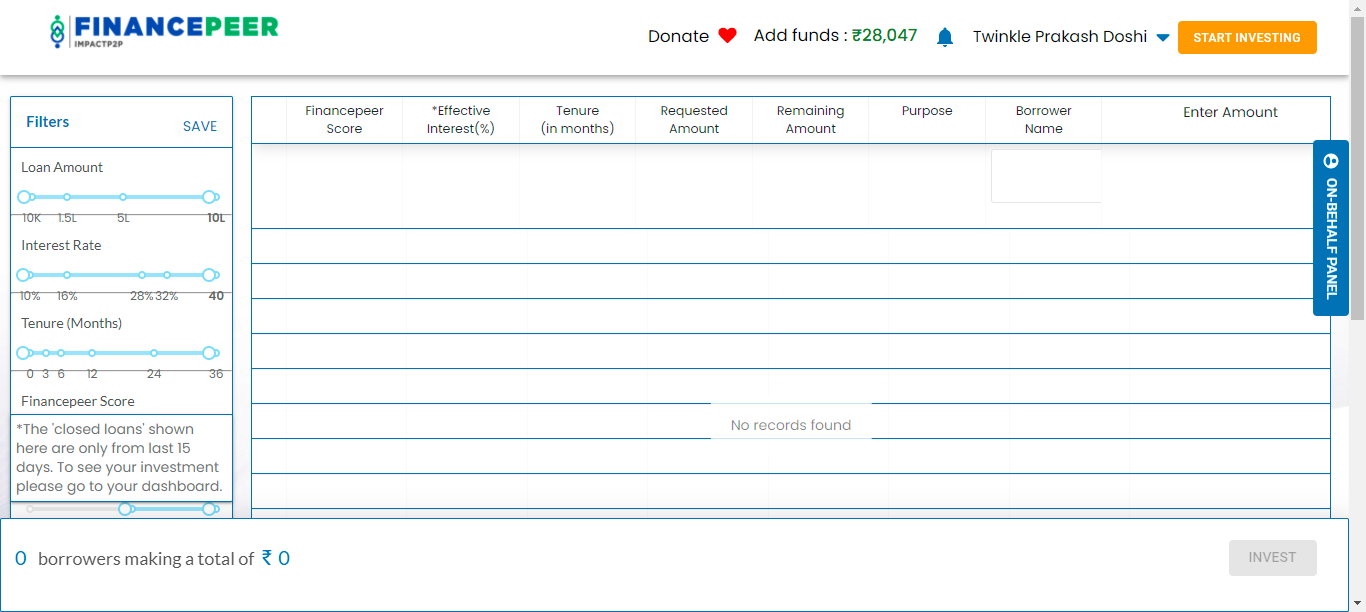 FINANCEPEER
IMPACTP2P
Donate Add funds : ₹28,047 Twinkle Prakash Doshi START INVESTING
Filters
SAVE
Loan Amount
10K 1.5L 5L 10L
Interest Rate
10% 16% 28% 32% 40
Tenure (Months)
0 3 6 12 24 36
Financepeer Score
*The 'closed loans' shown
here are only from last 15
days. To see your investment
please go to your dashboard.
Financepeer
Score
*Effective
Interest(%)
Tenure
(in months)
Requested
Amount
Remaining
Amount
Purpose
Borrower
Name
Enter Amount
No records found
ON-BEHALF PANEL
0 borrowers making a total of ₹ 0
INVEST